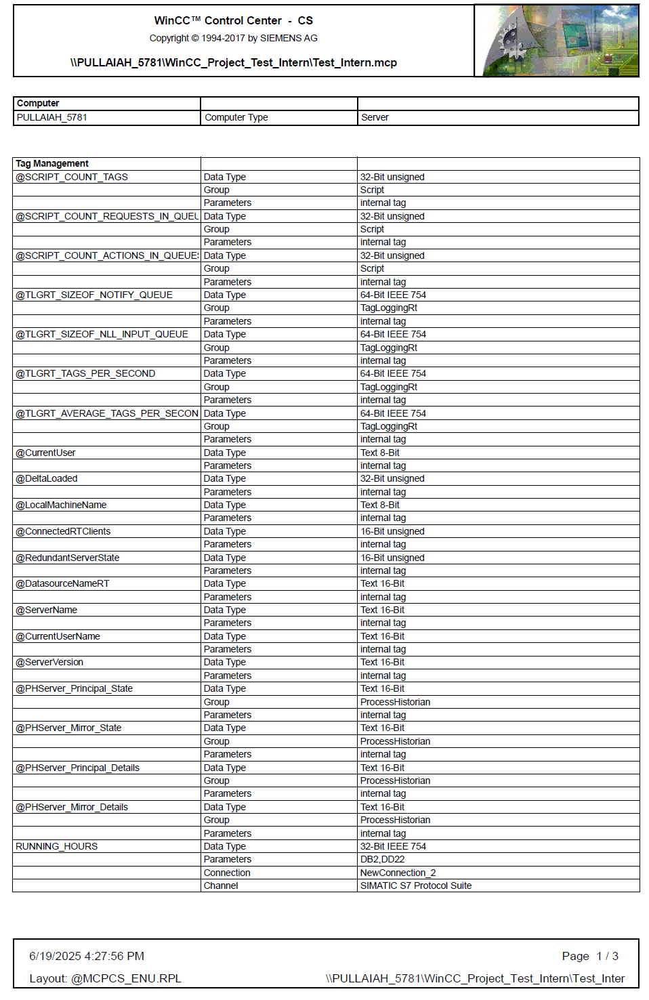 WinCC™ Control Center - CS
Copyright © 1994-2017 by SIEMENS AG
\\PULLAIAH_5781\WinCC_Project_Test_Intern\Test_Intern.mcp
Computer
PULLAIAH_5781 Computer Type Server
Tag Management
@SCRIPT_COUNT_TAGS Data Type 32-Bit unsigned
Group Script
Parameters internal tag
@SCRIPT_COUNT_REQUESTS_IN_QUEU Data Type 32-Bit unsigned
Group Script
Parameters internal tag
@SCRIPT_COUNT_ACTIONS_IN_QUEUES Data Type 32-Bit unsigned
Group Script
Parameters internal tag
@TLGRT_SIZEOF_NOTIFY_QUEUE Data Type 64-Bit IEEE 754
Group TagLoggingRt
Parameters internal tag
@TLGRT_SIZEOF_NLL_INPUT_QUEUE Data Type 64-Bit IEEE 754
Group TagLoggingRt
Parameters internal tag
@TLGRT_TAGS_PER_SECOND Data Type 64-Bit IEEE 754
Group TagLoggingRt
Parameters internal tag
@TLGRT_AVERAGE_TAGS_PER_SECON Data Type 64-Bit IEEE 754
Group TagLoggingRt
Parameters internal tag
@CurrentUser Data Type Text 8-Bit
Parameters internal tag
@DeltaLoaded Data Type 32-Bit unsigned
Parameters internal tag
@LocalMachineName Data Type Text 8-Bit
Parameters internal tag
@ConnectedRTClients Data Type 16-Bit unsigned
Parameters internal tag
@RedundantServerState Data Type 16-Bit unsigned
Parameters internal tag
@DatasourceNameRT Data Type Text 16-Bit
Parameters internal tag
@ServerName Data Type Text 16-Bit
Parameters internal tag
@CurrentUserName Data Type Text 16-Bit
Parameters internal tag
@ServerVersion Data Type Text 16-Bit
Parameters internal tag
@PHServer_Principal_State Data Type Text 16-Bit
Group ProcessHistorian
Parameters internal tag
@PHServer_Mirror_State Data Type Text 16-Bit
Group ProcessHistorian
Parameters internal tag
@PHServer_Principal_Details Data Type Text 16-Bit
Group ProcessHistorian
Parameters internal tag
@PHServer_Mirror_Details Data Type Text 16-Bit
Group ProcessHistorian
Parameters internal tag
RUNNING_HOURS Data Type 32-Bit IEEE 754
Parameters DB2,DD22
Connection NewConnection_2
Channel SIMATIC S7 Protocol Suite
6/19/2025 4:27:56 PM Page 1 / 3
Layout: @MCPCS_ENU.RPL \\PULLAIAH_5781\WinCC_Project_Test_Intern\Test_Inter